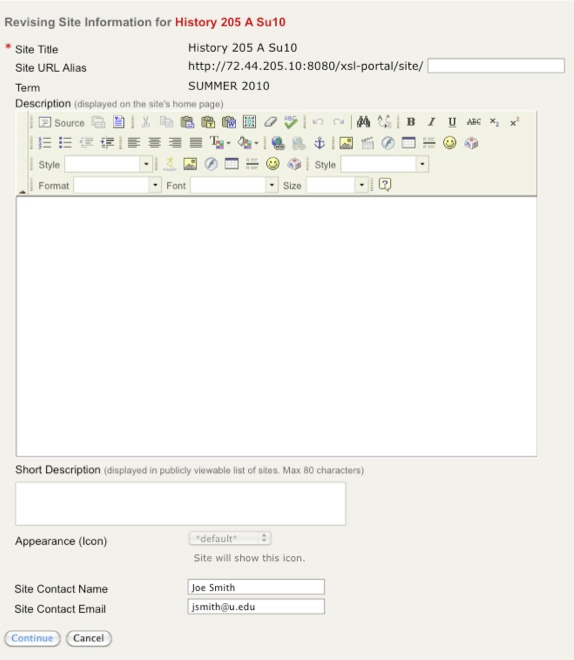 Revising Site Information for History 205 A Su10
* Site Title History 205 A Su10
Site URL Alias http://72.44.205.10:8080/xsl-portal/site/
Term SUMMER 2010
Description (displayed on the site's home page)
Source B I U ABC x2 x2
Style Style
Format Font Size
Short Description (displayed in publicly viewable list of sites. Max 80 characters)
Appearance (Icon) *default*
Site will show this icon.
Site Contact Name Joe Smith
Site Contact Email jsmith@u.edu
Continue Cancel